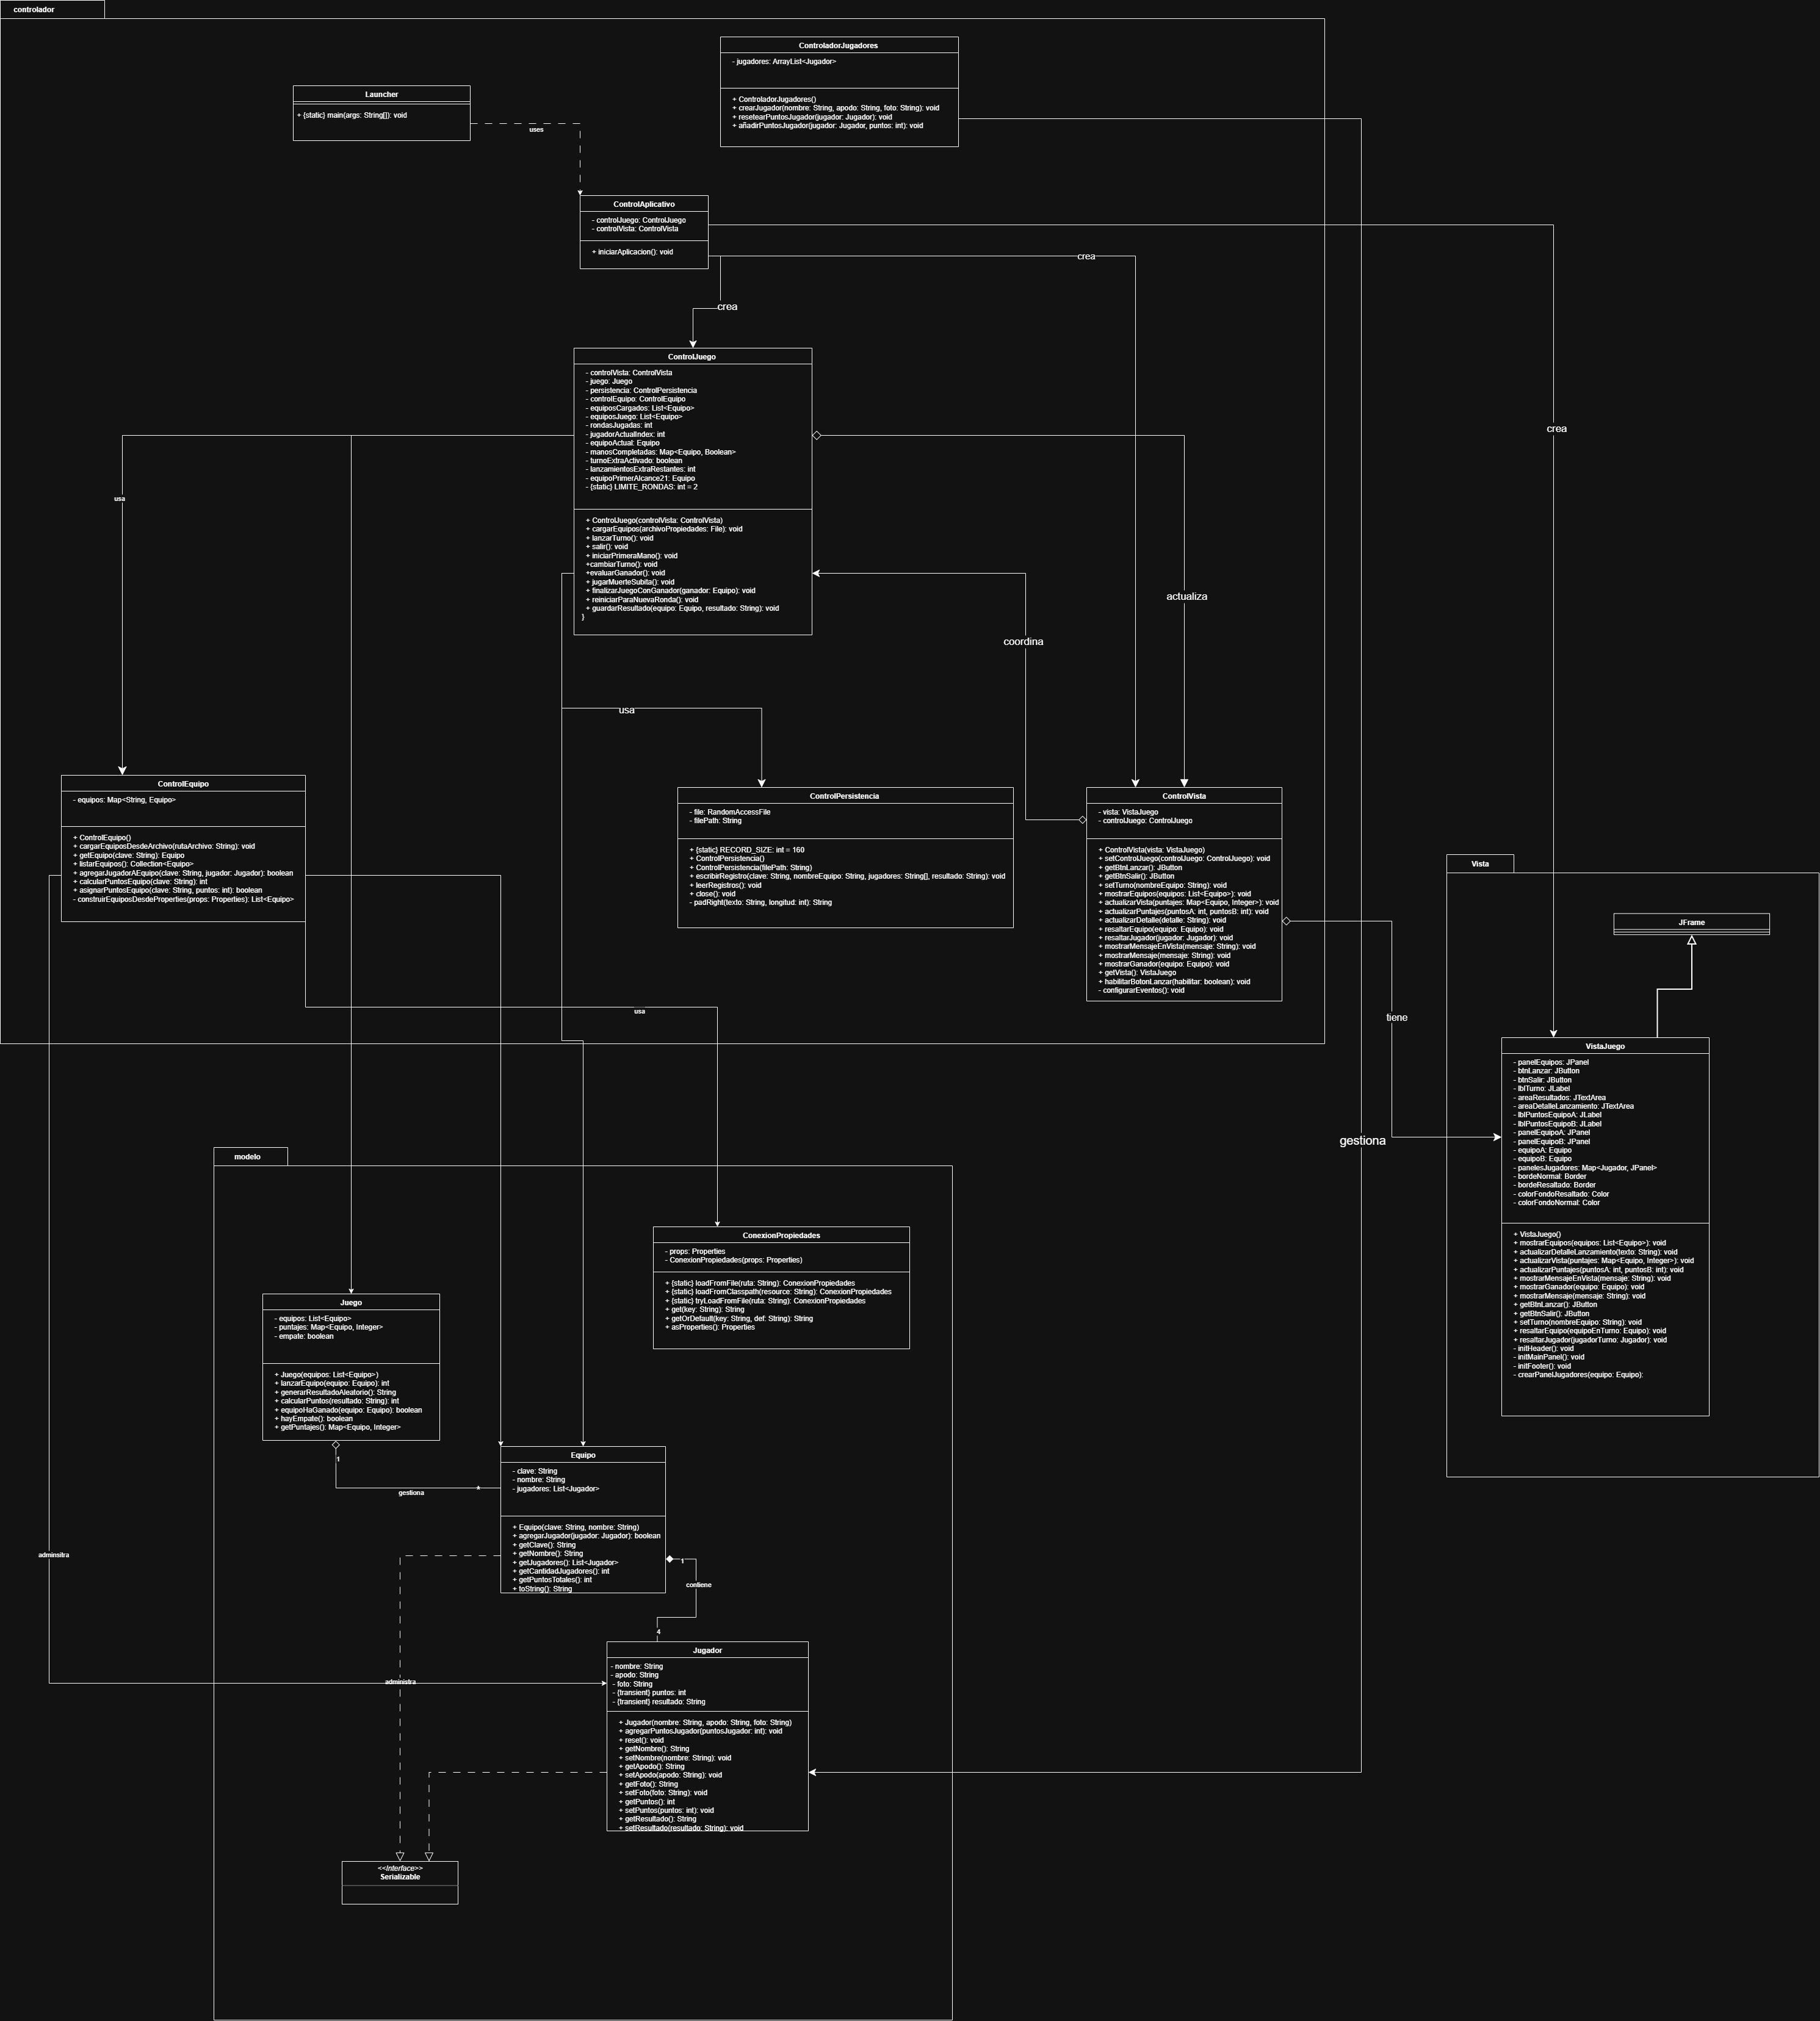 controlador
ControladorJugadores
- jugadores: ArrayList<Jugador>
+ ControladorJugadores()
+ crearJugador(nombre: String, apodo: String, foto: String): void
+ resetearPuntosJugador(jugador: Jugador): void
+ añadirPuntosJugador(jugador: Jugador, puntos: int): void
Launcher
+ {static} main(args: String[]): void
uses
ControlAplicativo
- controlJuego: ControlJuego
- controlVista: ControlVista
+ iniciarAplicacion(): void
crea
crea
crea
ControlJuego
- controlVista: ControlVista
- juego: Juego
- persistencia: ControlPersistencia
- controlEquipo: ControlEquipo
- equiposCargados: List<Equipo>
- equiposJuego: List<Equipo>
- rondasJugadas: int
- jugadorActualIndex: int
- equipoActual: Equipo
- manosCompletadas: Map<Equipo, Boolean>
- turnoExtraActivado: boolean
- lanzamientosExtraRestantes: int
- equipoPrimerAlcance21: Equipo
- {static} LIMITE_RONDAS: int = 2
+ ControlJuego(controlVista: ControlVista)
+ cargarEquipos(archivoPropiedades: File): void
+ lanzarTurno(): void
+ salir(): void
+ iniciarPrimeraMano(): void
+cambiarTurno(): void
+evaluarGanador(): void
+ jugarMuerteSubita(): void
+ finalizarJuegoConGanador(ganador: Equipo): void
+ reiniciarParaNuevaRonda(): void
+ guardarResultado(equipo: Equipo, resultado: String): void
}
usa
actualiza
coordina
usa
ControlEquipo
- equipos: Map<String, Equipo>
+ ControlEquipo()
+ cargarEquiposDesdeArchivo(rutaArchivo: String): void
+ getEquipo(clave: String): Equipo
+ listarEquipos(): Collection<Equipo>
+ agregarJugadorAEquipo(clave: String, jugador: Jugador): boolean
+ calcularPuntosEquipo(clave: String): int
+ asignarPuntosEquipo(clave: String, puntos: int): boolean
- construirEquiposDesdeProperties(props: Properties): List<Equipo>
ControlPersistencia
- file: RandomAccessFile
- filePath: String
+ {static} RECORD_SIZE: int = 160
+ ControlPersistencia()
+ ControlPersistencia(filePath: String)
+ escribirRegistro(clave: String, nombreEquipo: String, jugadores: String[], resultado: String): void
+ leerRegistros(): void
+ close(): void
- padRight(texto: String, longitud: int): String
ControlVista
- vista: VistaJuego
- controlJuego: ControlJuego
+ ControlVista(vista: VistaJuego)
+ setControlJuego(controlJuego: ControlJuego): void
+ getBtnLanzar(): JButton
+ getBtnSalir(): JButton
+ setTurno(nombreEquipo: String): void
+ mostrarEquipos(equipos: List<Equipo>): void
+ actualizarVista(puntajes: Map<Equipo, Integer>): void
+ actualizarPuntajes(puntosA: int, puntosB: int): void
+ actualizarDetalle(detalle: String): void
+ resaltarEquipo(equipo: Equipo): void
+ resaltarJugador(jugador: Jugador): void
+ mostrarMensajeEnVista(mensaje: String): void
+ mostrarMensaje(mensaje: String): void
+ mostrarGanador(equipo: Equipo): void
+ getVista(): VistaJuego
+ habilitarBotonLanzar(habilitar: boolean): void
- configurarEventos(): void
usa
tiene
Vista
JFrame
VistaJuego
- panelEquipos: JPanel
- btnLanzar: JButton
- btnSalir: JButton
- lblTurno: JLabel
- areaResultados: JTextArea
- areaDetalleLanzamiento: JTextArea
- lblPuntosEquipoA: JLabel
- lblPuntosEquipoB: JLabel
- panelEquipoA: JPanel
- panelEquipoB: JPanel
- equipoA: Equipo
- equipoB: Equipo
- panelesJugadores: Map<Jugador, JPanel>
- bordeNormal: Border
- bordeResaltado: Border
- colorFondoResaltado: Color
- colorFondoNormal: Color
+ VistaJuego()
+ mostrarEquipos(equipos: List<Equipo>): void
+ actualizarDetalleLanzamiento(texto: String): void
+ actualizarVista(puntajes: Map<Equipo, Integer>): void
+ actualizarPuntajes(puntosA: int, puntosB: int): void
+ mostrarMensajeEnVista(mensaje: String): void
+ mostrarGanador(equipo: Equipo): void
+ mostrarMensaje(mensaje: String): void
+ getBtnLanzar(): JButton
+ getBtnSalir(): JButton
+ setTurno(nombreEquipo: String): void
+ resaltarEquipo(equipoEnTurno: Equipo): void
+ resaltarJugador(jugadorTurno: Jugador): void
- initHeader(): void
- initMainPanel(): void
- initFooter(): void
- crearPanelJugadores(equipo: Equipo):
gestiona
modelo
ConexionPropiedades
- props: Properties
- ConexionPropiedades(props: Properties)
+ {static} loadFromFile(ruta: String): ConexionPropiedades
+ {static} loadFromClasspath(resource: String): ConexionPropiedades
+ {static} tryLoadFromFile(ruta: String): ConexionPropiedades
+ get(key: String): String
+ getOrDefault(key: String, def: String): String
+ asProperties(): Properties
Juego
- equipos: List<Equipo>
- puntajes: Map<Equipo, Integer>
- empate: boolean
+ Juego(equipos: List<Equipo>)
+ lanzarEquipo(equipo: Equipo): int
+ generarResultadoAleatorio(): String
+ calcularPuntos(resultado: String): int
+ equipoHaGanado(equipo: Equipo): boolean
+ hayEmpate(): boolean
+ getPuntajes(): Map<Equipo, Integer>
1
gestiona
*
Equipo
- clave: String
- nombre: String
- jugadores: List<Jugador>
+ Equipo(clave: String, nombre: String)
+ agregarJugador(jugador: Jugador): boolean
+ getClave(): String
+ getNombre(): String
+ getJugadores(): List<Jugador>
+ getCantidadJugadores(): int
+ getPuntosTotales(): int
+ toString(): String
adminsitra
1
contiene
4
Jugador
- nombre: String
- apodo: String
- foto: String
- {transient} puntos: int
- {transient} resultado: String
+ Jugador(nombre: String, apodo: String, foto: String)
+ agregarPuntosJugador(puntosJugador: int): void
+ reset(): void
+ getNombre(): String
+ setNombre(nombre: String): void
+ getApodo(): String
+ setApodo(apodo: String): void
+ getFoto(): String
+ setFoto(foto: String): void
+ getPuntos(): int
+ setPuntos(puntos: int): void
+ getResultado(): String
+ setResultado(resultado: String): void
administra
<<Interface>>
Serializable